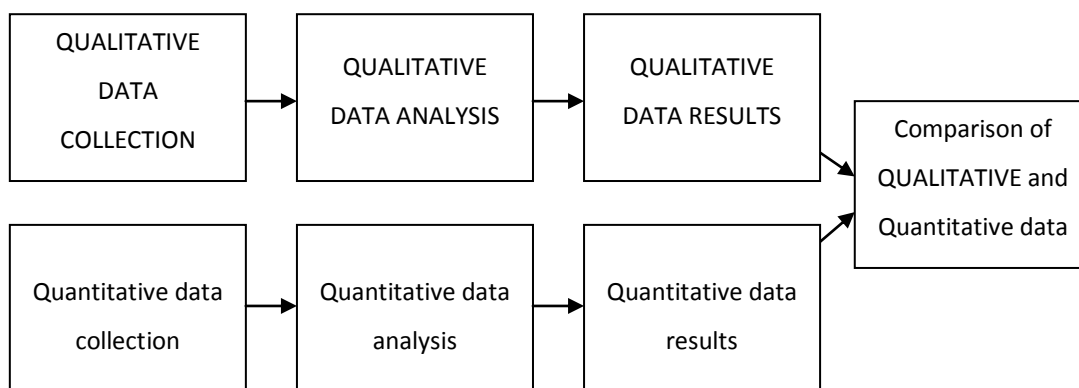 QUALITATIVE
DATA
COLLECTION
QUALITATIVE
DATA ANALYSIS
QUALITATIVE
DATA RESULTS
Comparison of
QUALITATIVE and
Quantitative data
Quantitative data
collection
Quantitative data
analysis
Quantitative data
results